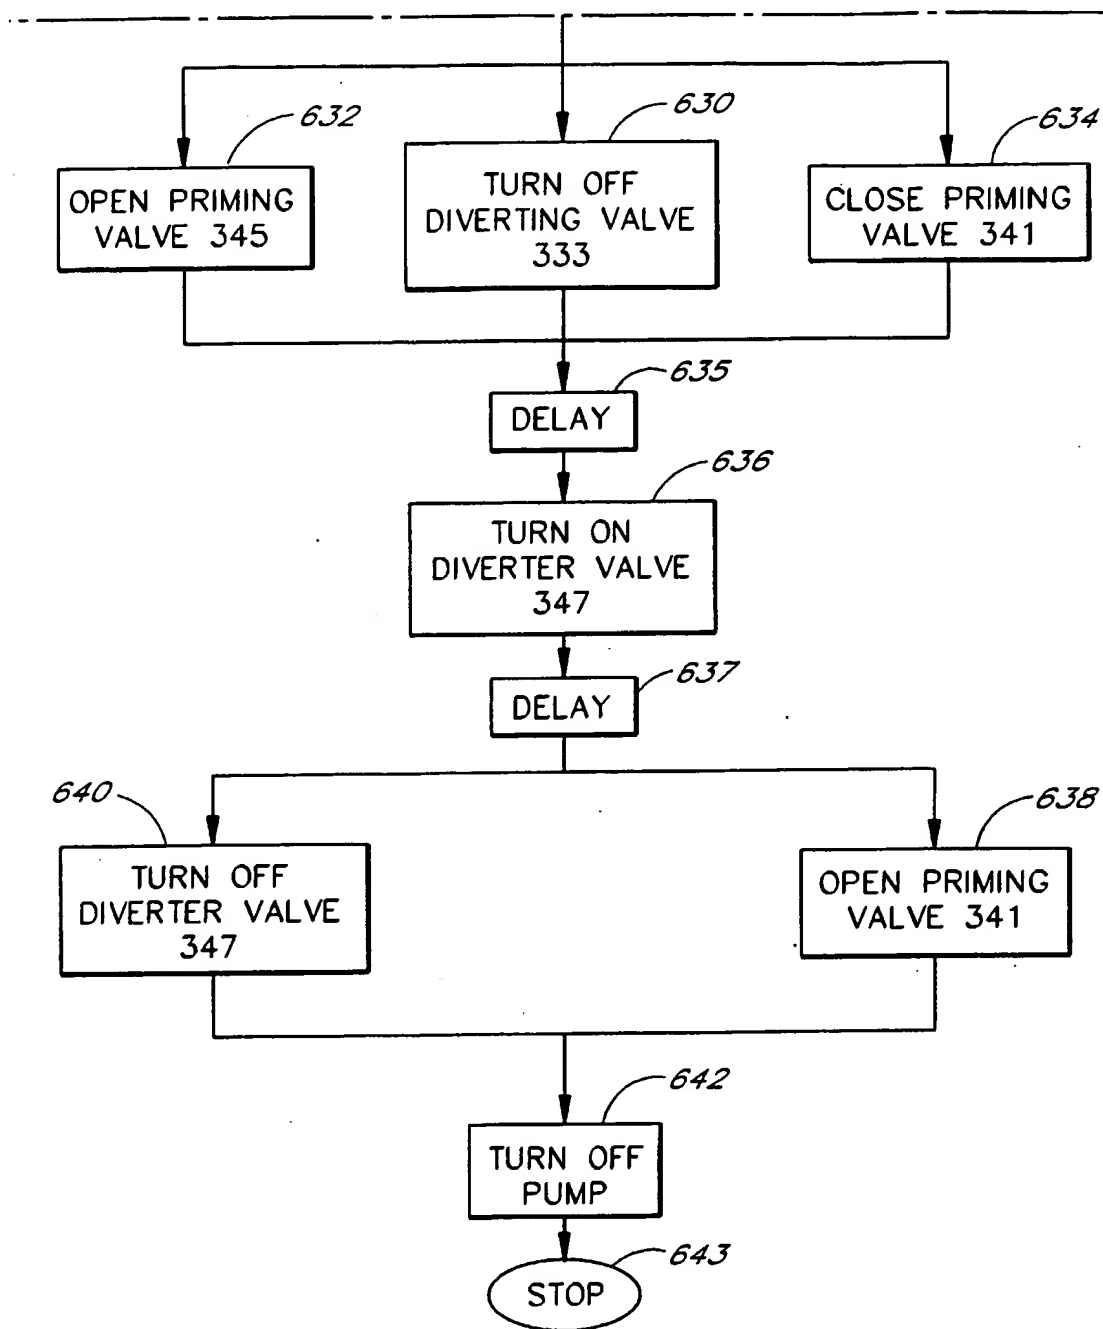 632
630
634
OPEN PRIMING
VALVE 345
TURN OFF
DIVERTING VALVE
333
CLOSE PRIMING
VALVE 341
635
DELAY
636
TURN ON
DIVERTER VALVE
347
637
DELAY
640
638
TURN OFF
DIVERTER VALVE
347
OPEN PRIMING
VALVE 341
642
TURN OFF
PUMP
643
STOP